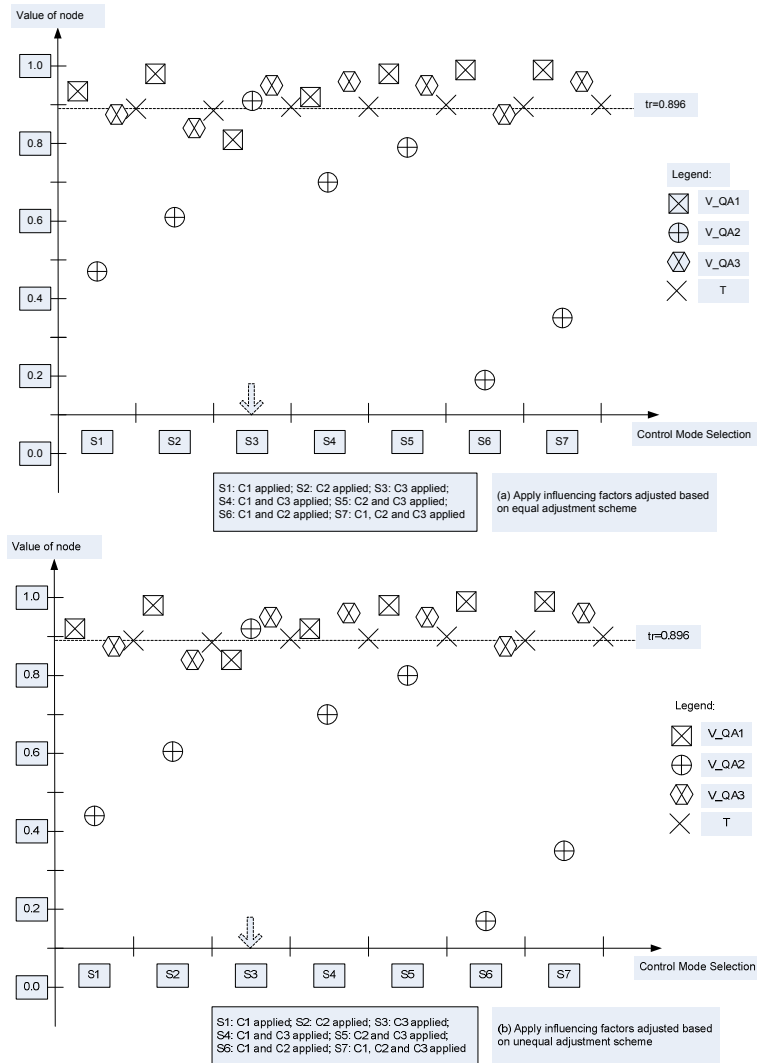 Value of node
1.0
tr=0.896
0.8
Legend:
V_QA1
0.6
V_QA2
V_QA3
0.4
T
0.2
Control Mode Selection
S1
S2
S3
S4
S5
S6
S7
0.0
S1: C1 applied; S2: C2 applied; S3: C3 applied;
S4: C1 and C3 applied; S5: C2 and C3 applied;
S6: C1 and C2 applied; S7: C1, C2 and C3 applied
(a) Apply influencing factors adjusted based
on equal adjustment scheme
Value of node
1.0
tr=0.896
0.8
Legend:
V_QA1
0.6
V_QA2
V_QA3
0.4
T
0.2
Control Mode Selection
S1
S2
S3
S4
S5
S6
S7
0.0
S1: C1 applied; S2: C2 applied; S3: C3 applied;
S4: C1 and C3 applied; S5: C2 and C3 applied;
S6: C1 and C2 applied; S7: C1, C2 and C3 applied
(b) Apply influencing factors adjusted based
on unequal adjustment scheme